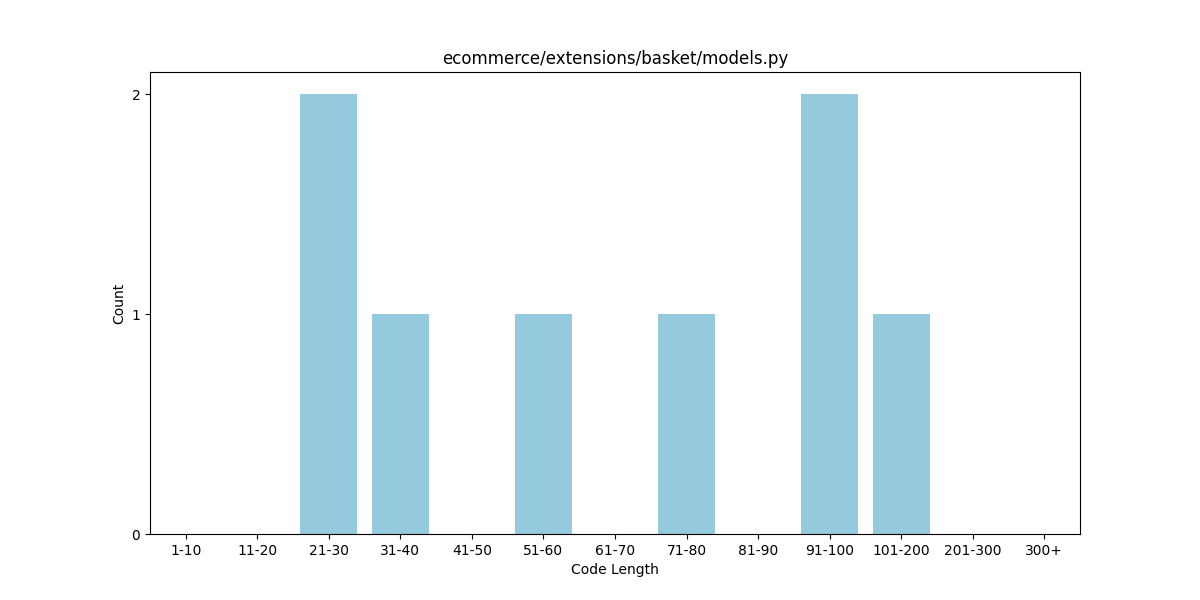 ecommerce/extensions/basket/models.py
2
1
0
Count
1-10 11-20 21-30 31-40 41-50 51-60 61-70 71-80 81-90 91-100 101-200 201-300 300+
Code Length